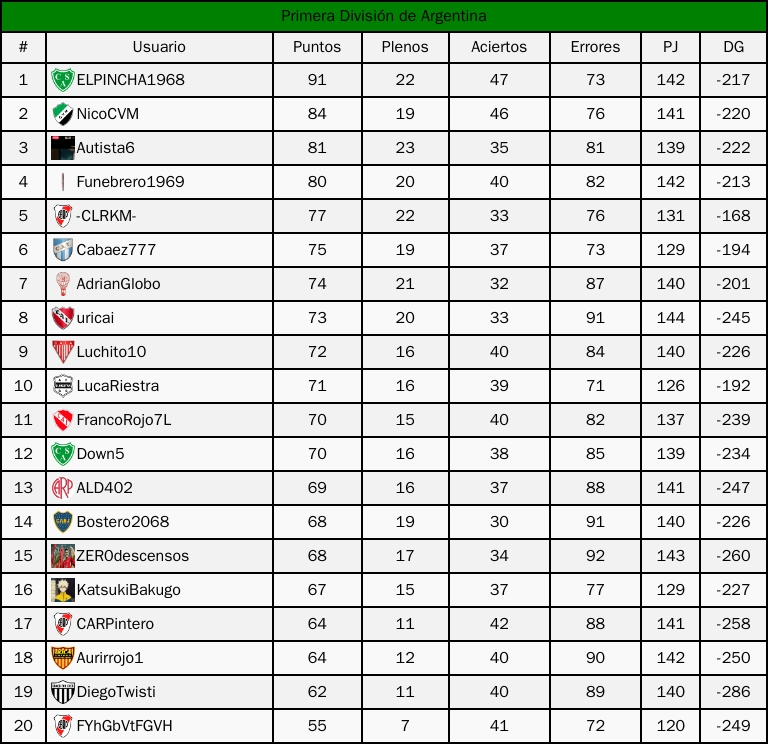 Primera División de Argentina
# Usuario Puntos Plenos Aciertos Errores PJ DG
1 ELPINCHA1968 91 22 47 73 142 -217
2 NicoCVM 84 19 46 76 141 -220
3 Autista6 81 23 35 81 139 -222
4 Funebrero1969 80 20 40 82 142 -213
5 -CLRKM- 77 22 33 76 131 -168
6 Cabaez777 75 19 37 73 129 -194
7 AdrianGlobo 74 21 32 87 140 -201
8 uricai 73 20 33 91 144 -245
9 Luchito10 72 16 40 84 140 -226
10 LucaRiestra 71 16 39 71 126 -192
11 FrancoRojo7L 70 15 40 82 137 -239
12 Down5 70 16 38 85 139 -234
13 ALD402 69 16 37 88 141 -247
14 Bostero2068 68 19 30 91 140 -226
15 ZER0descensos 68 17 34 92 143 -260
16 KatsukiBakugo 67 15 37 77 129 -227
17 CARPintero 64 11 42 88 141 -258
18 Aurirrojo1 64 12 40 90 142 -250
19 DiegoTwisti 62 11 40 89 140 -286
20 FYhGbVtFGVH 55 7 41 72 120 -249